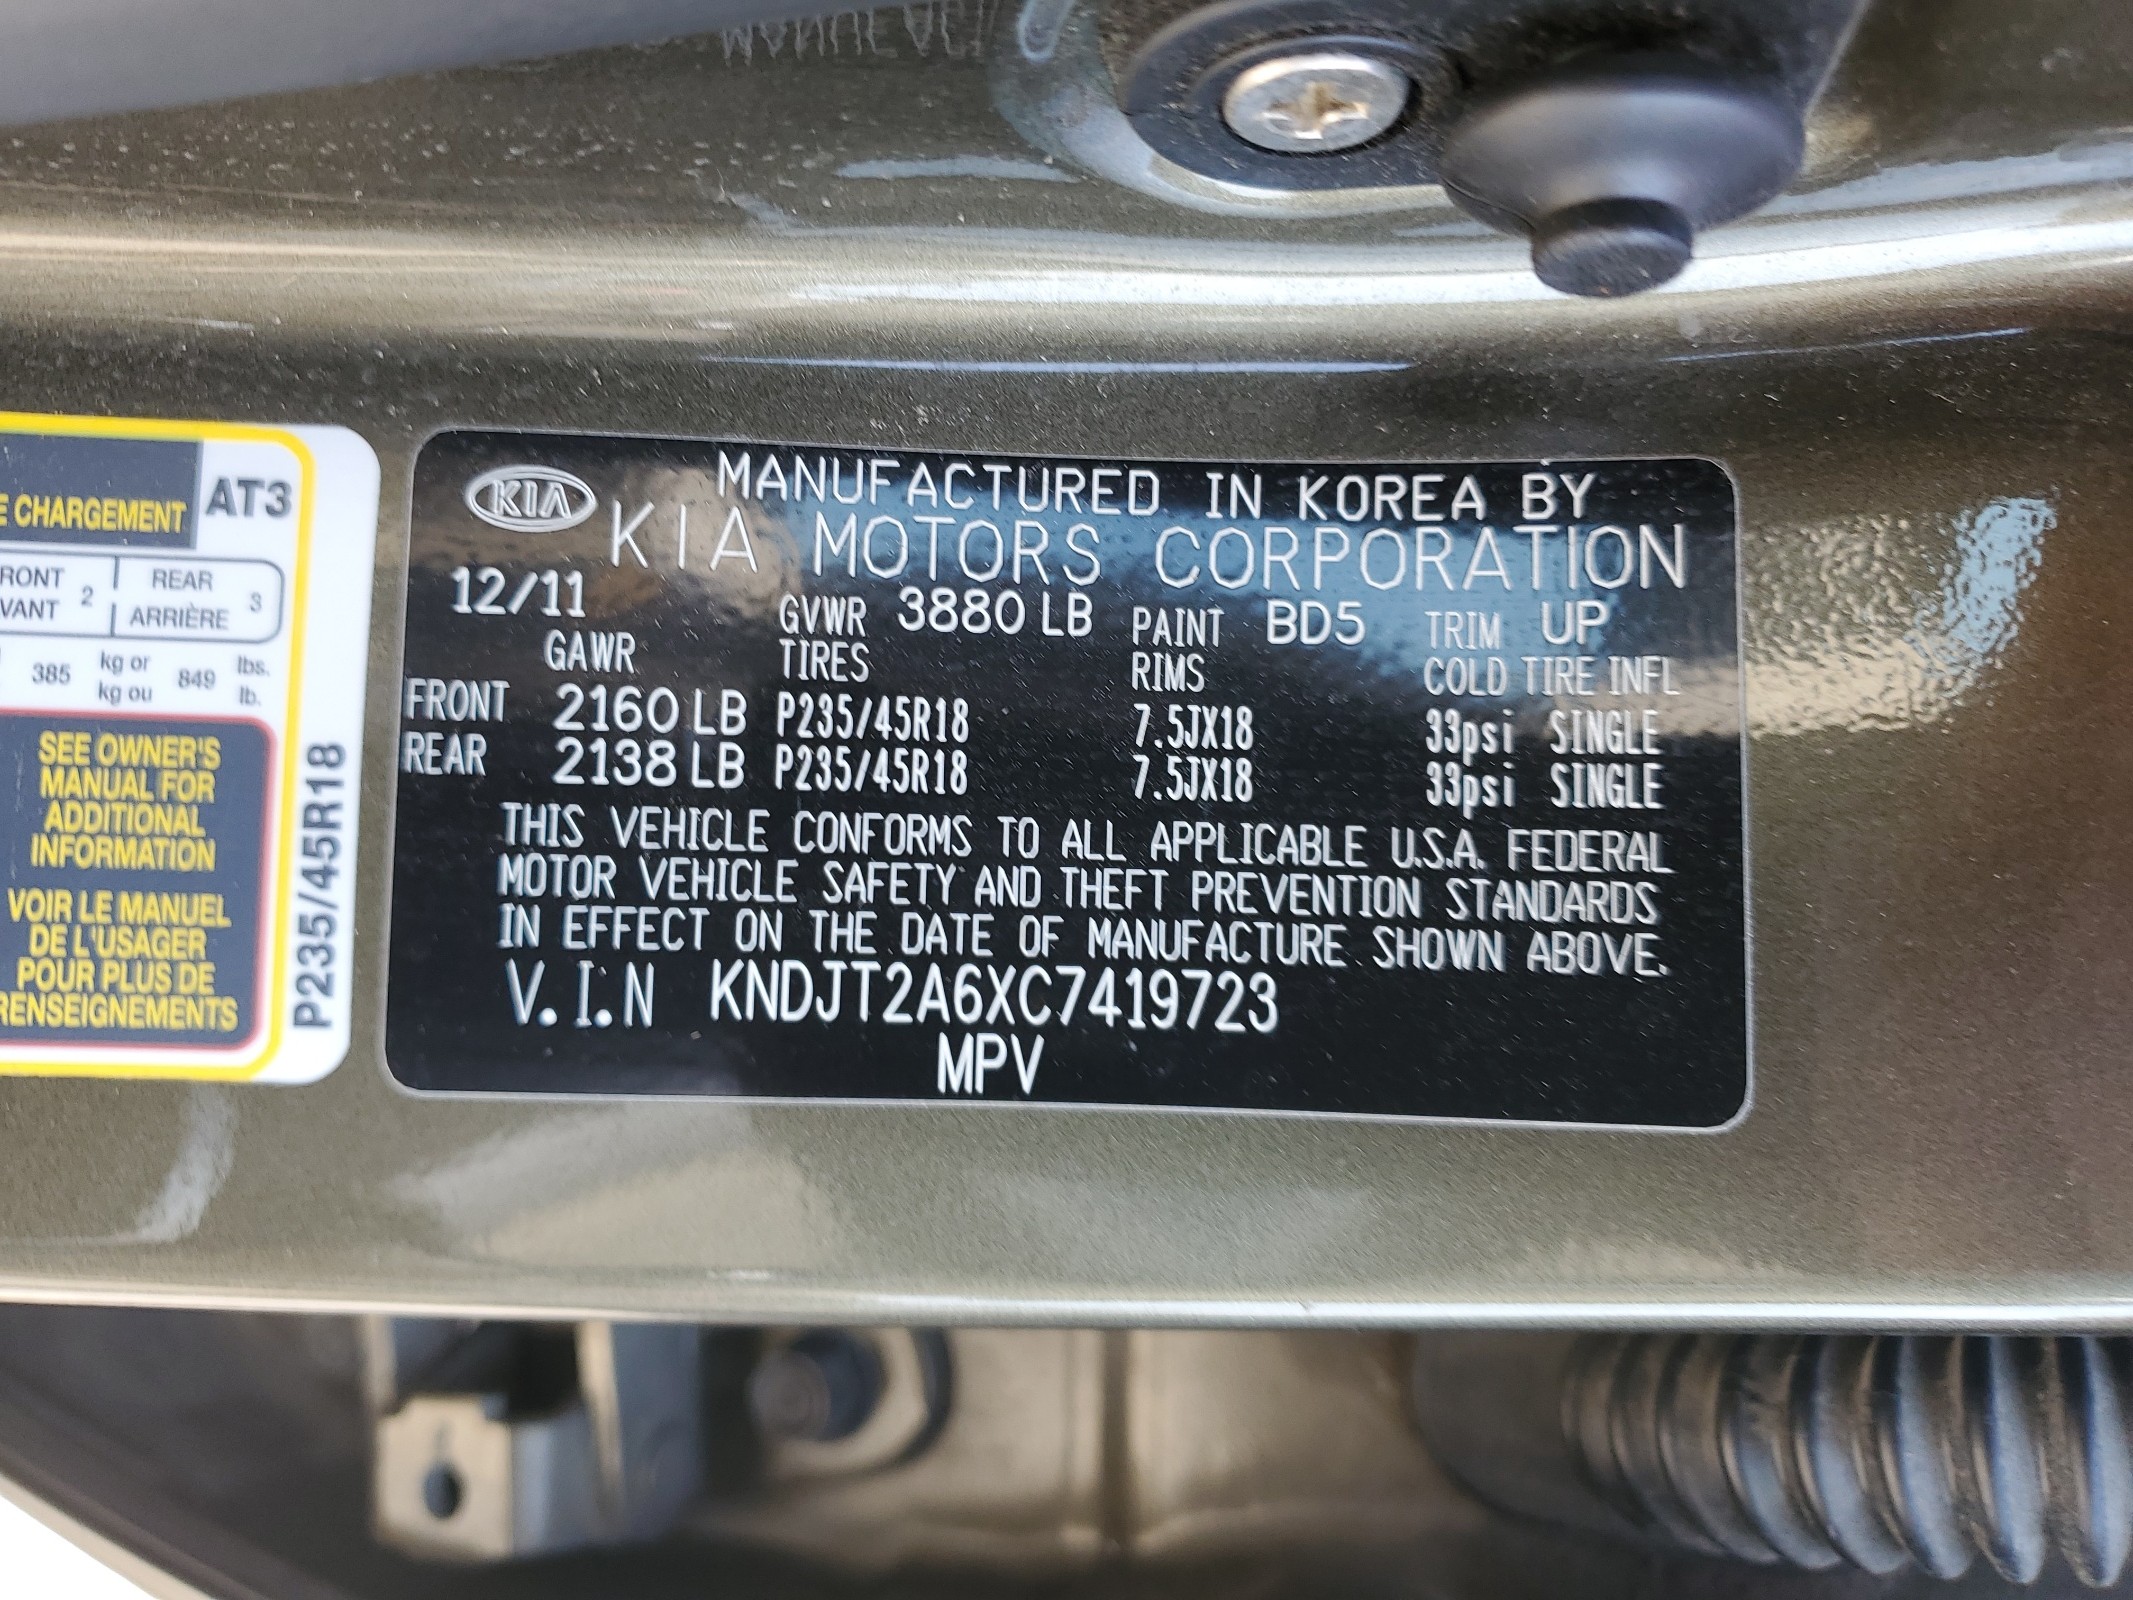 E CHARGEMENT AT3
RONT 2 REAR 3
VANT ARRIÈRE
385 kg or 849 lbs.
kg ou lb.
SEE OWNER'S
MANUAL FOR
ADDITIONAL
INFORMATION
VOIR LE MANUEL
DE L'USAGER
POUR PLUS DE
RENSEIGNEMENTS
P235/45R18
KIA MANUFACTURED IN KOREA BY
KIA MOTORS CORPORATION
12/11 GVWR 3880 LB PAINT BD5 TRIM UP
GAWR TIRES RIMS COLD TIRE INFL
FRONT 2160 LB P235/45R18 7.5JX18 33psi SINGLE
REAR 2138 LB P235/45R18 7.5JX18 33psi SINGLE
THIS VEHICLE CONFORMS TO ALL APPLICABLE U.S.A. FEDERAL
MOTOR VEHICLE SAFETY AND THEFT PREVENTION STANDARDS
IN EFFECT ON THE DATE OF MANUFACTURE SHOWN ABOVE.
V.I.N KNDJT2A6XC7419723
MPV